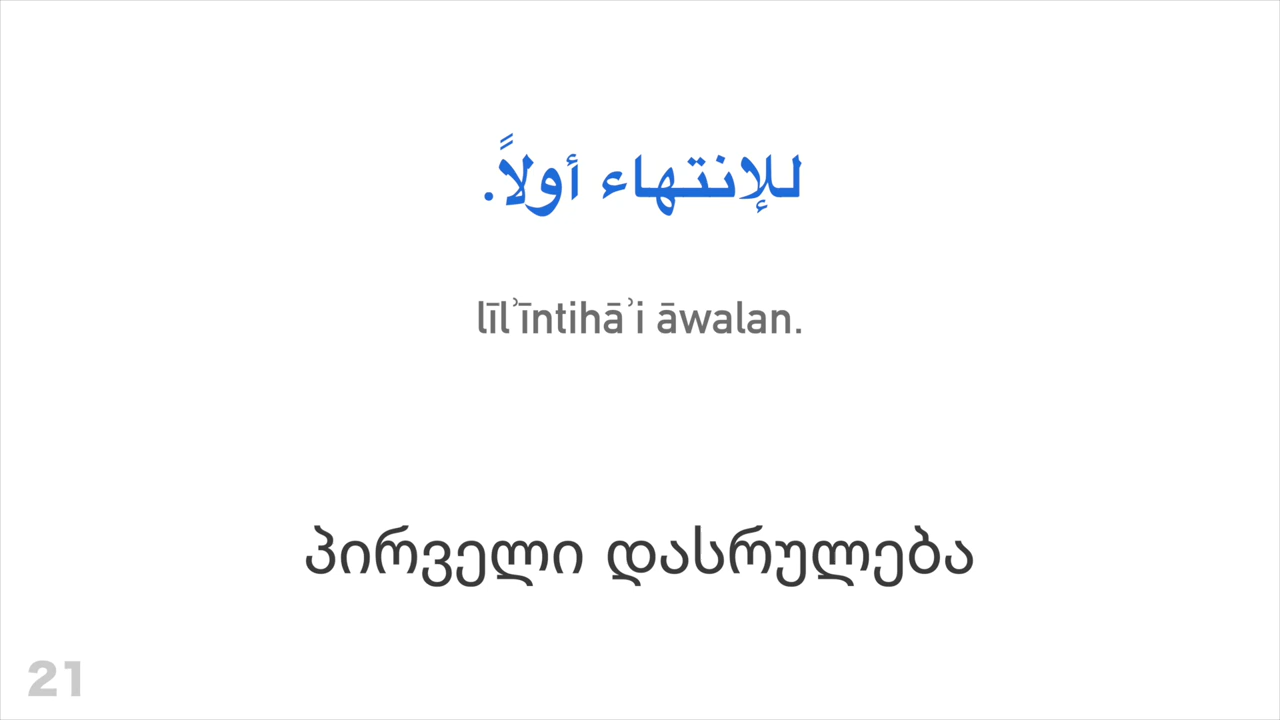 للإنتهاء أولاً.
līlʾīntihāʾi āwalan.
პირველი დასრულება
21